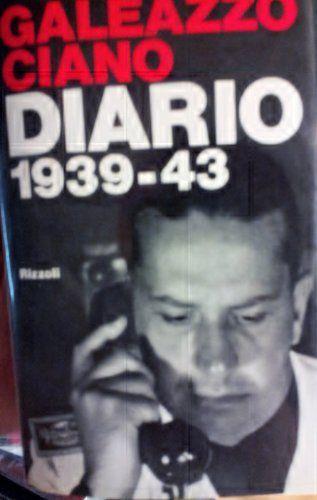 GALEAZZO
CIANO
DIARIO
1939-43
Rizzoli